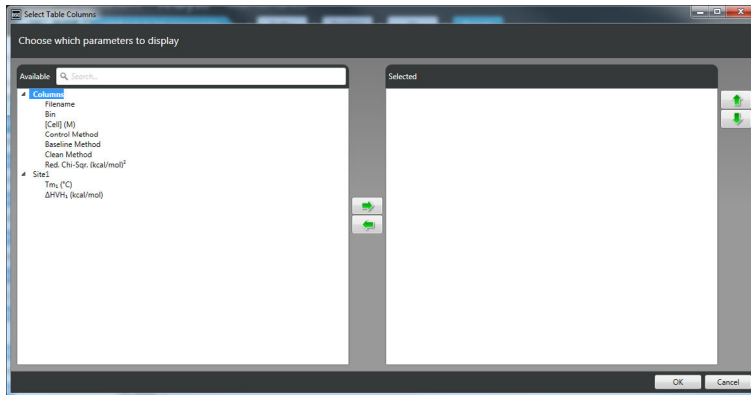 Select Table Columns
Choose which parameters to display
Available
Search...
Selected
Columns
Filename
Bin
[Cell] (M)
Control Method
Baseline Method
Clean Method
Red. Chi-Sqr. (kcal/mol)²
Site1
Tm₁ (°C)
ΔHVH₁ (kcal/mol)
OK
Cancel